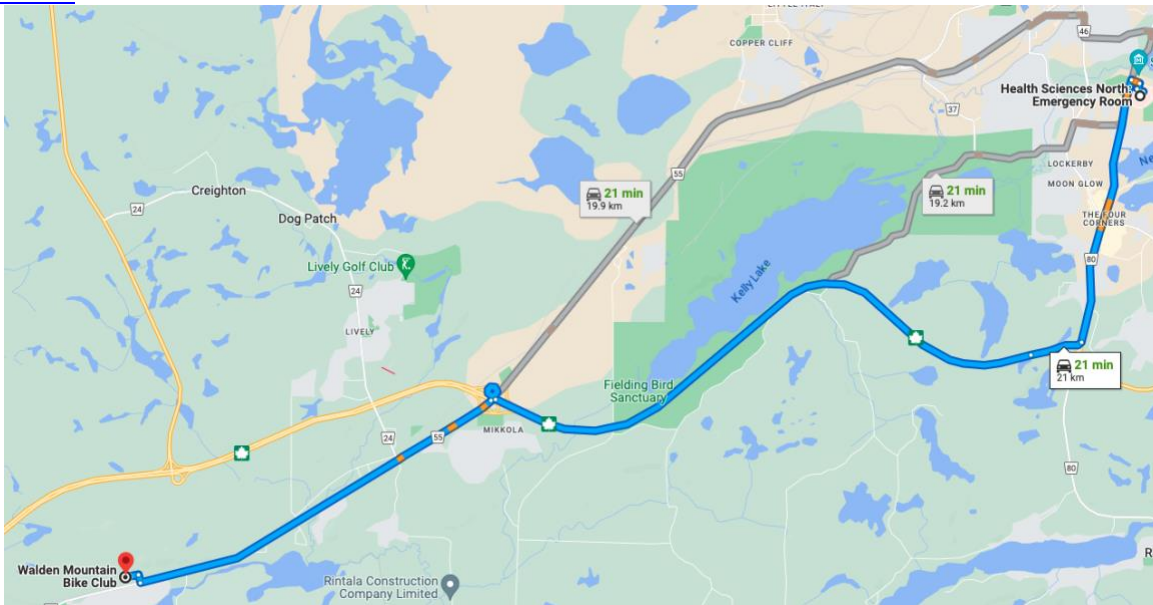 COPPER CLIFF
46
Health Sciences North
Emergency Room
37
55
21 min
19.9 km
21 min
19.2 km
LOCKERBY
MOON GLOW
Creighton
24
Dog Patch
THE FOUR
CORNERS
Lively Golf Club
80
Kelly Lake
24
LIVELY
21 min
21 km
Fielding Bird
Sanctuary
MIKKOLA
24
55
80
Walden Mountain
Bike Club
Rintala Construction
Company Limited